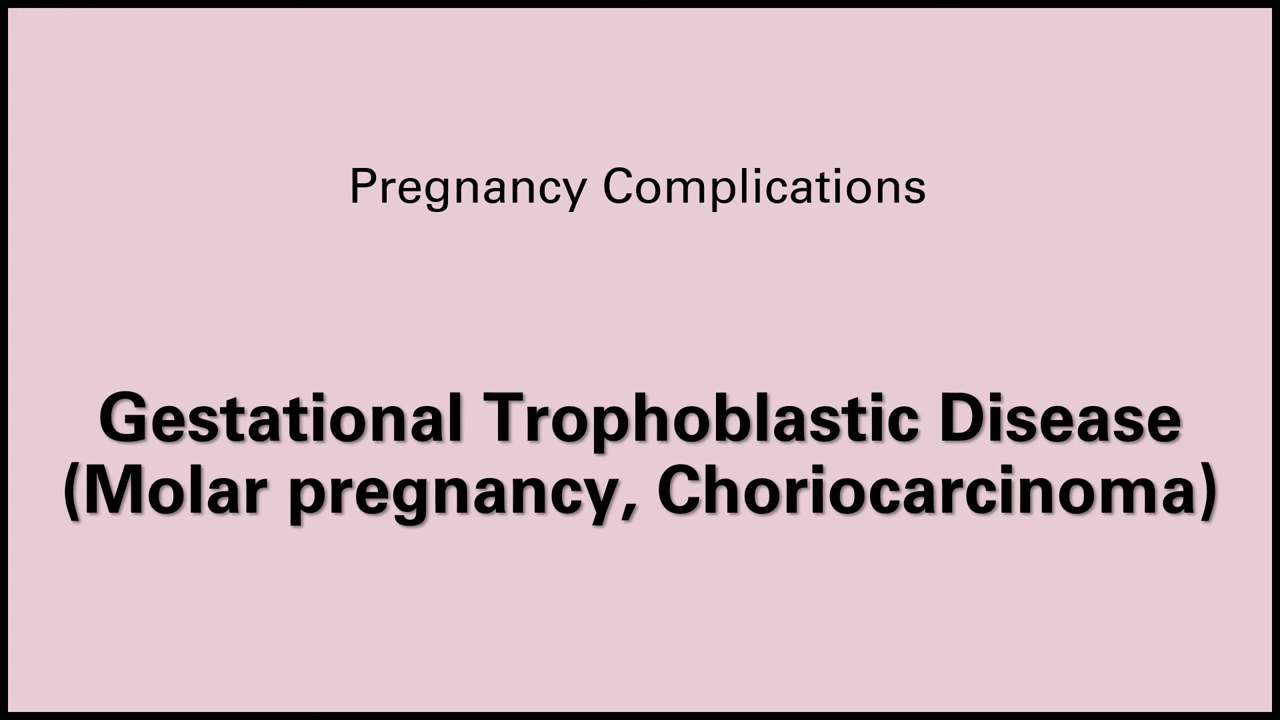 Pregnancy Complications
Gestational Trophoblastic Disease
(Molar pregnancy, Choriocarcinoma)